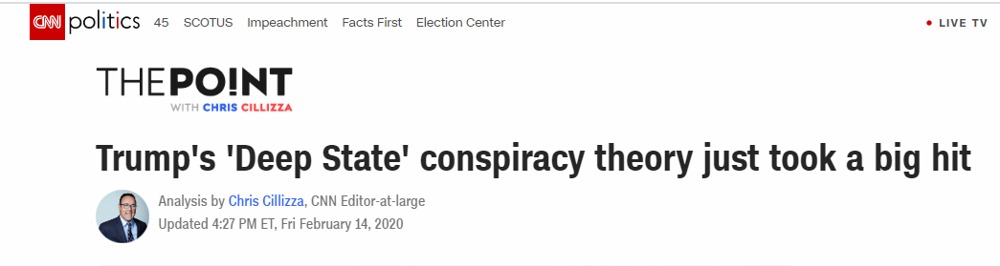 CNN politics 45 SCOTUS Impeachment Facts First Election Center LIVE TV
THE PO!NT
WITH CHRIS CILLIZZA
Trump's 'Deep State' conspiracy theory just took a big hit
Analysis by Chris Cillizza, CNN Editor-at-large
Updated 4:27 PM ET, Fri February 14, 2020